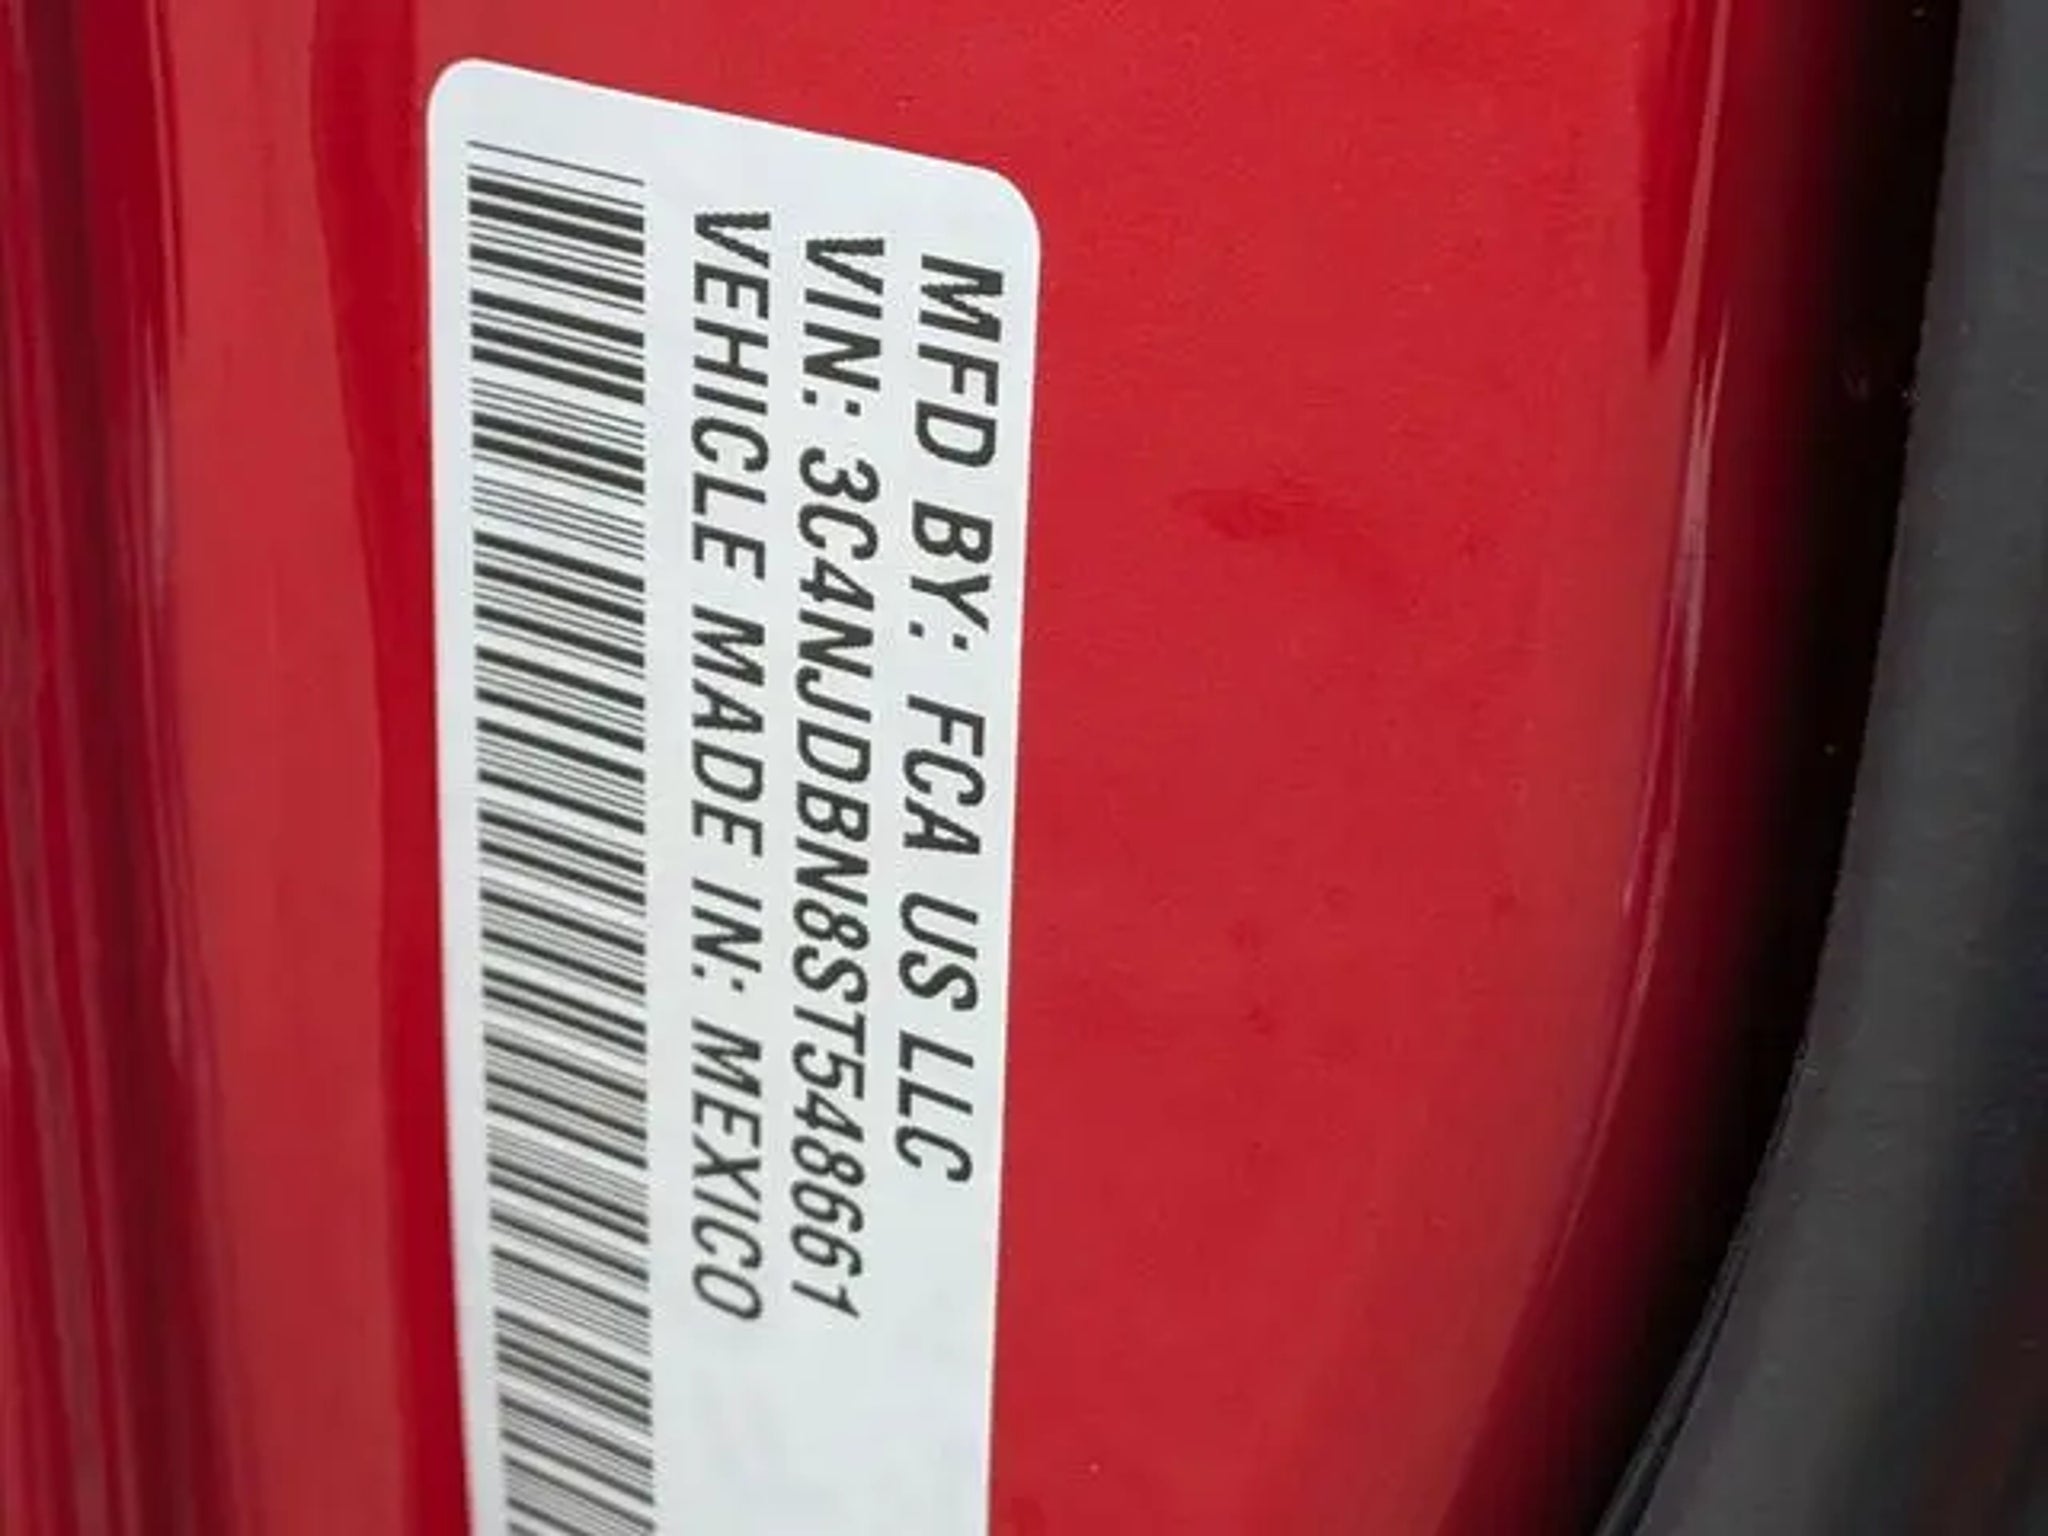 MFD BY: FCA US LLC
VIN: 3C4NJDBN8ST548661
VEHICLE MADE IN: MEXICO